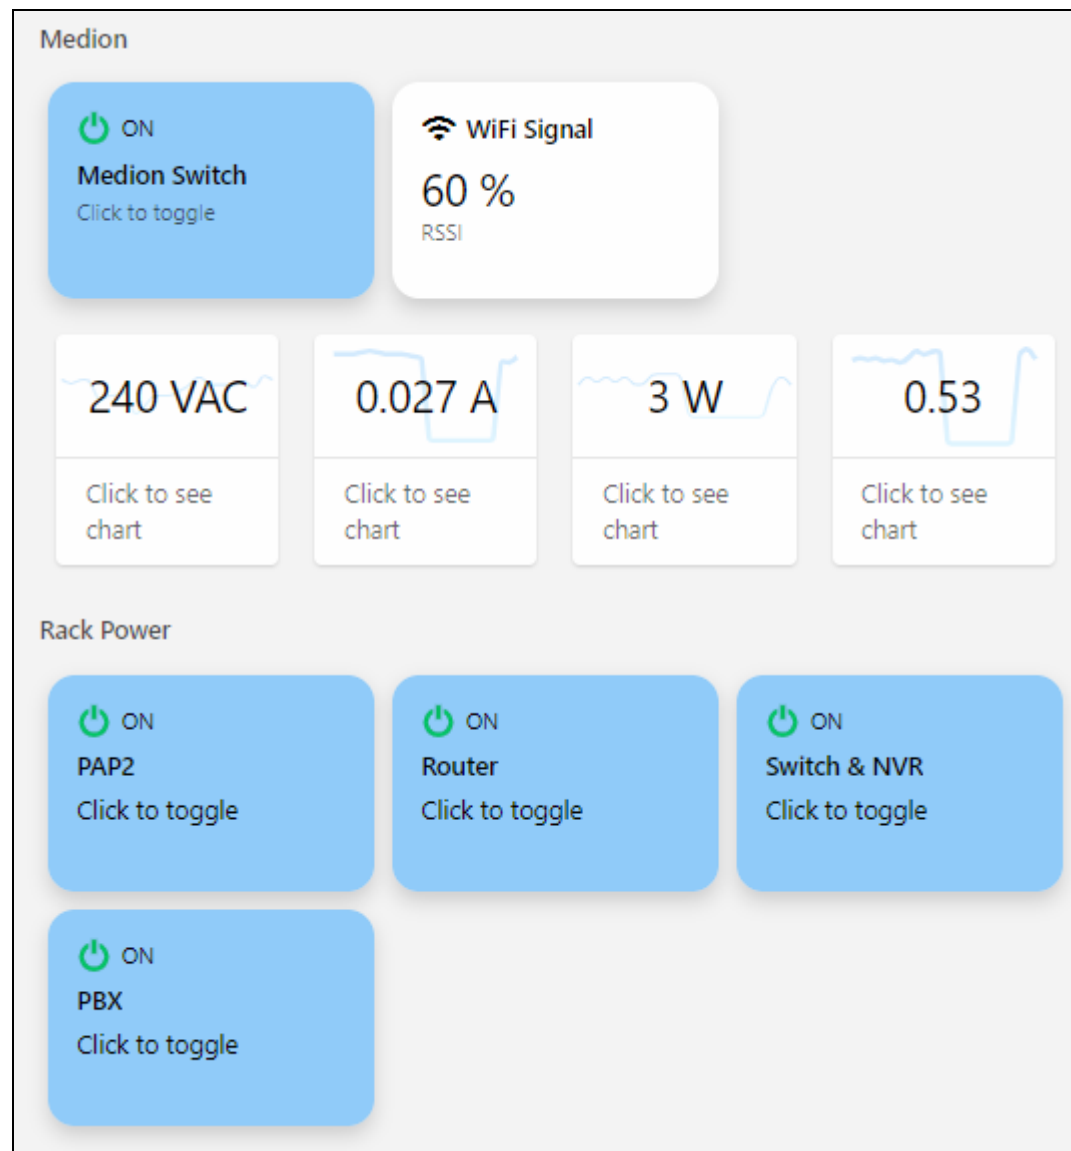 Medion
ON
Medion Switch
Click to toggle
WiFi Signal
60 %
RSSI
240 VAC
Click to see
chart
0.027 A
Click to see
chart
3 W
Click to see
chart
0.53
Click to see
chart
Rack Power
ON
PAP2
Click to toggle
ON
Router
Click to toggle
ON
Switch & NVR
Click to toggle
ON
PBX
Click to toggle